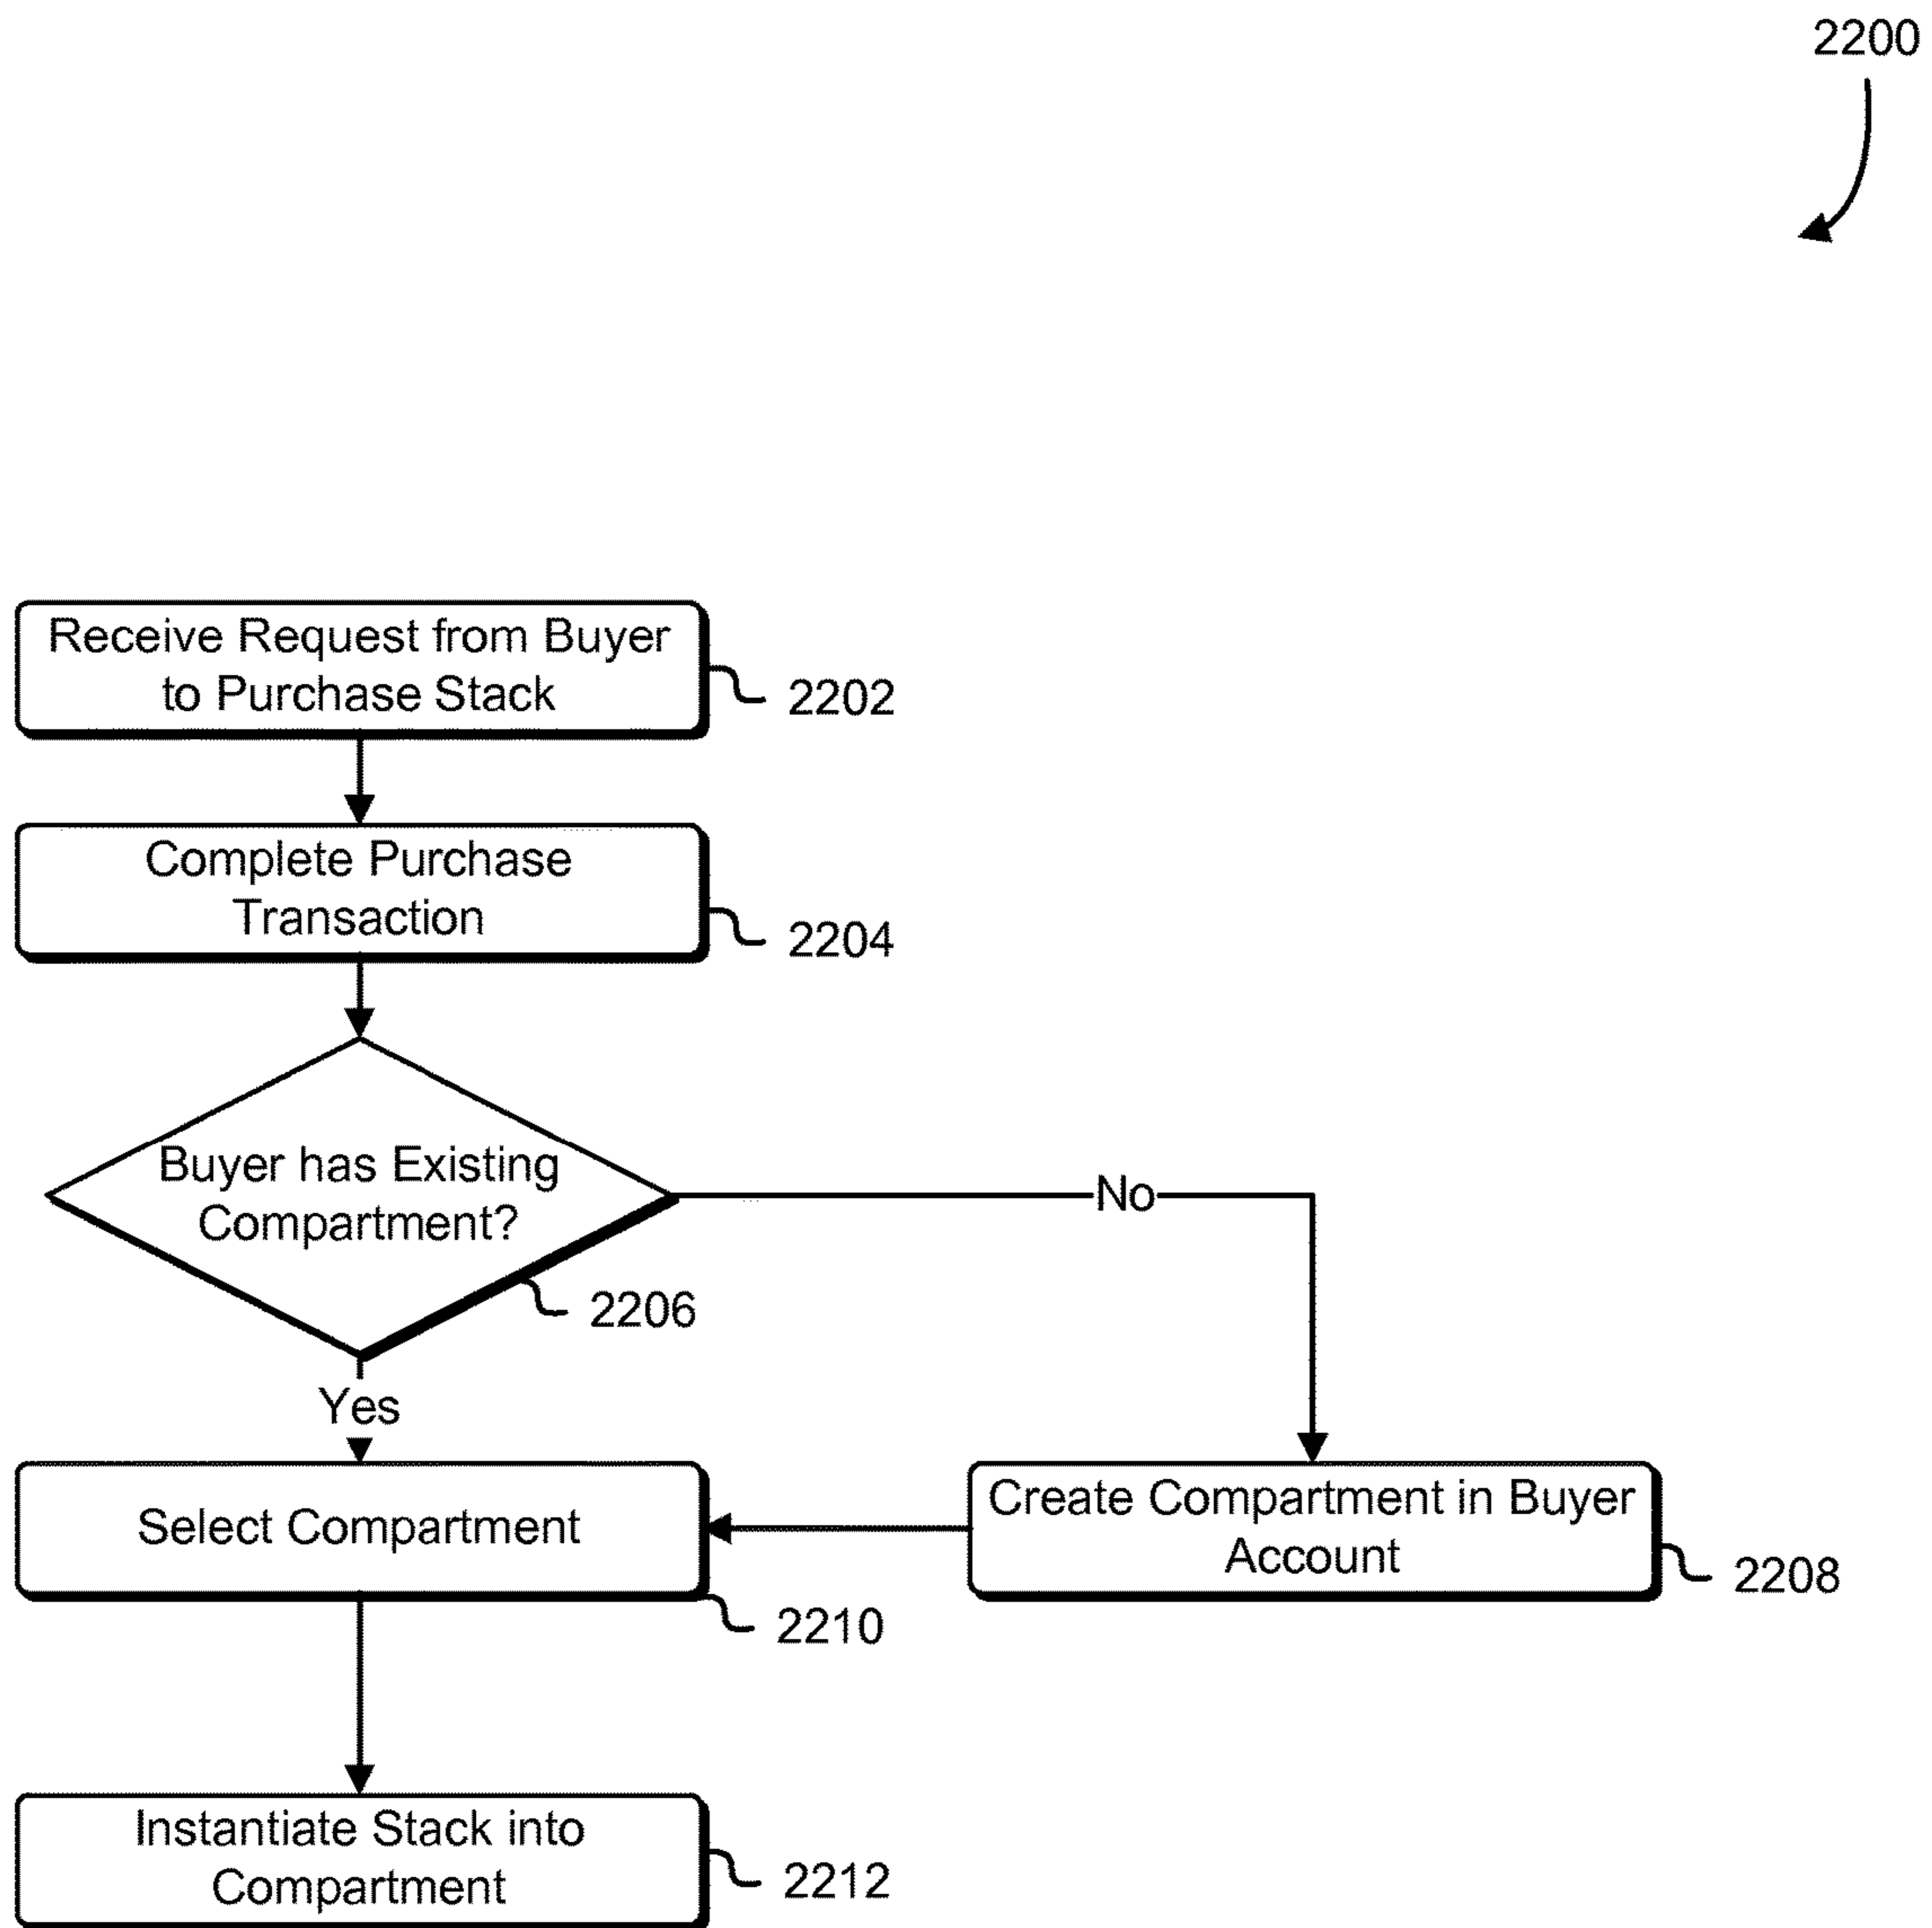 2200
Receive Request from Buyer
to Purchase Stack
2202
Complete Purchase
Transaction
2204
Buyer has Existing
Compartment?
No
2206
Yes
Select Compartment
2210
Create Compartment in Buyer
Account
2208
Instantiate Stack into
Compartment
2212